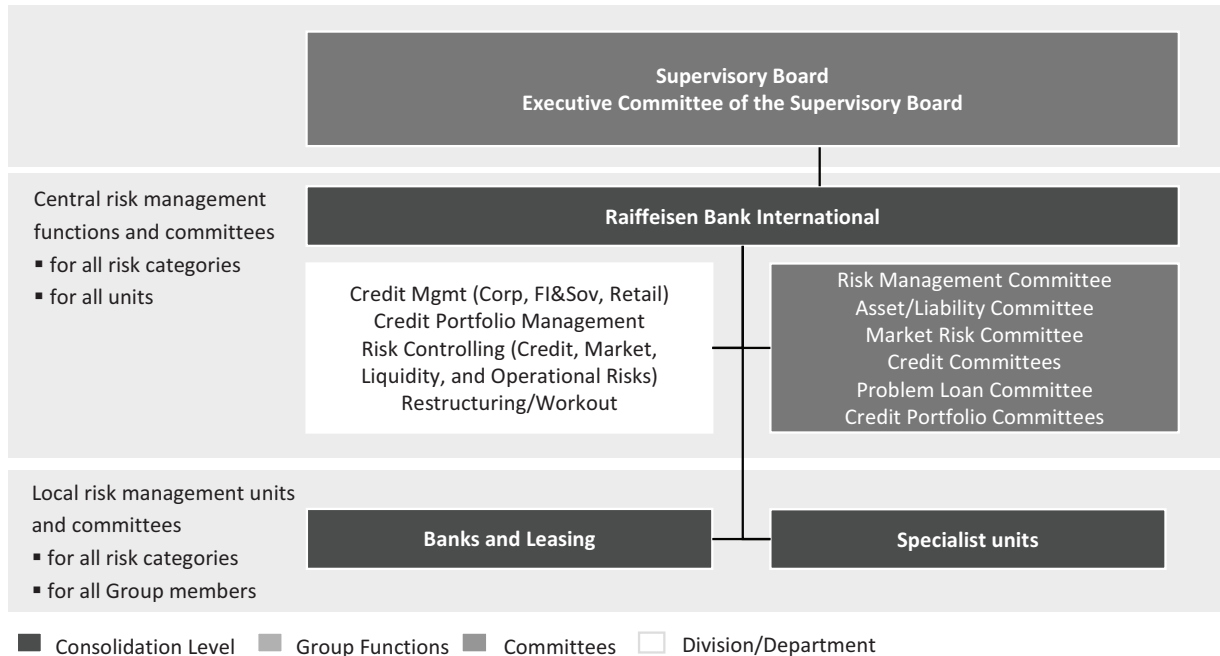 Supervisory Board
Executive Committee of the Supervisory Board
Central risk management
functions and committees
▪ for all risk categories
▪ for all units
Raiffeisen Bank International
Credit Mgmt (Corp, FI&Sov, Retail)
Credit Portfolio Management
Risk Controlling (Credit, Market,
Liquidity, and Operational Risks)
Restructuring/Workout
Risk Management Committee
Asset/Liability Committee
Market Risk Committee
Credit Committees
Problem Loan Committee
Credit Portfolio Committees
Local risk management units
and committees
▪ for all risk categories
▪ for all Group members
Banks and Leasing
Specialist units
Consolidation Level
Group Functions
Committees
Division/Department